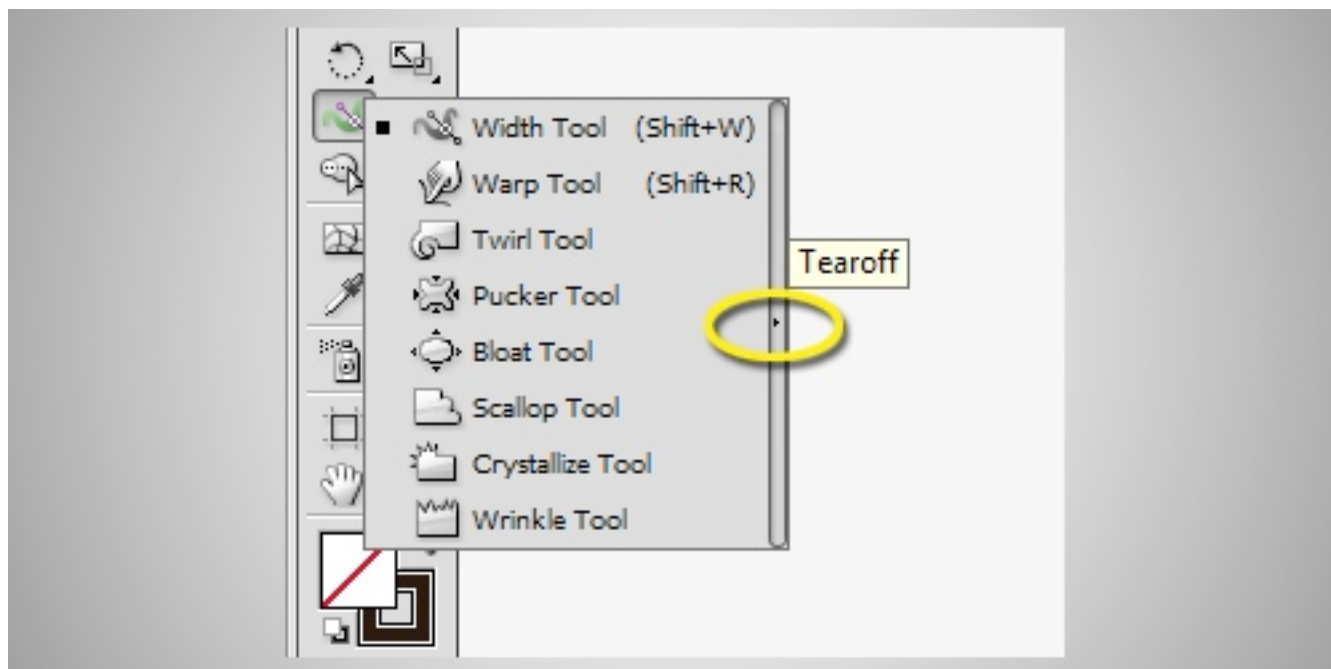 Width Tool (Shift+W)
Warp Tool (Shift+R)
Twirl Tool
Tearoff
Pucker Tool
Bloat Tool
Scallop Tool
Crystallize Tool
Wrinkle Tool